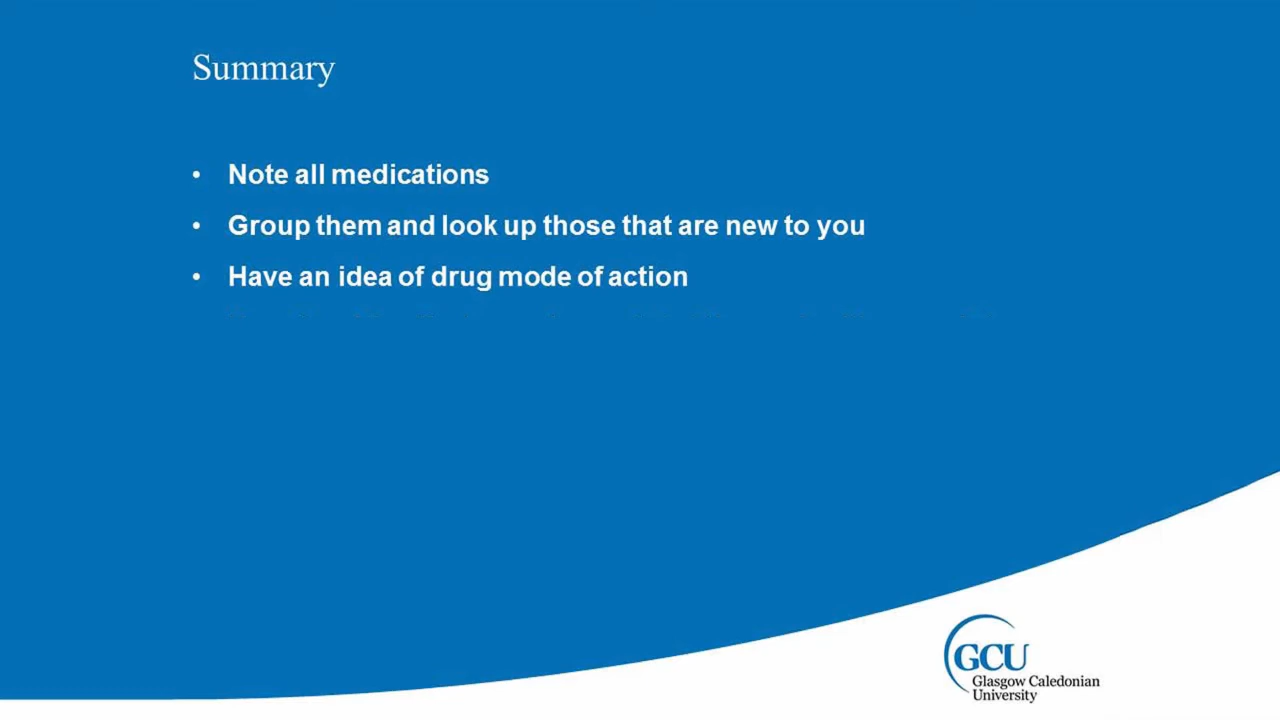 Summary
• Note all medications
• Group them and look up those that are new to you
• Have an idea of drug mode of action
GCU
Glasgow Caledonian
University